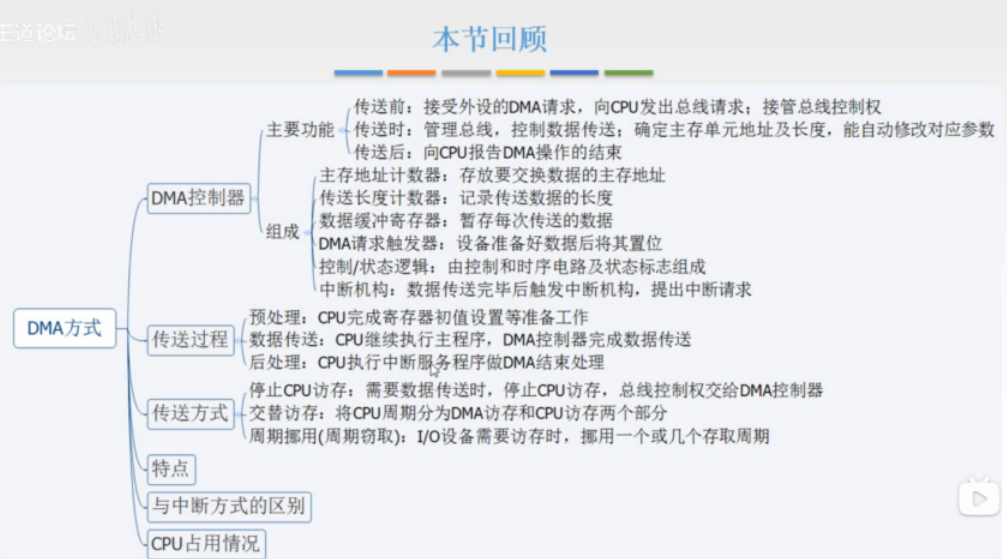 王道论坛
本节回顾
DMA方式
DMA控制器
主要功能
传送前：接受外设的DMA请求，向CPU发出总线请求；接管总线控制权
传送时：管理总线，控制数据传送；确定主存单元地址及长度，能自动修改对应参数
传送后：向CPU报告DMA操作的结束
组成
主存地址计数器：存放要交换数据的主存地址
传送长度计数器：记录传送数据的长度
数据缓冲寄存器：暂存每次传送的数据
DMA请求触发器：设备准备好数据后将其置位
控制/状态逻辑：由控制和时序电路及状态标志组成
中断机构：数据传送完毕后触发中断机构，提出中断请求
传送过程
预处理：CPU完成寄存器初值设置等准备工作
数据传送：CPU继续执行主程序，DMA控制器完成数据传送
后处理：CPU执行中断服务程序做DMA结束处理
传送方式
停止CPU访存：需要数据传送时，停止CPU访存，总线控制权交给DMA控制器
交替访存：将CPU周期分为DMA访存和CPU访存两个部分
周期挪用(周期窃取)：I/O设备需要访存时，挪用一个或几个存取周期
特点
与中断方式的区别
CPU占用情况